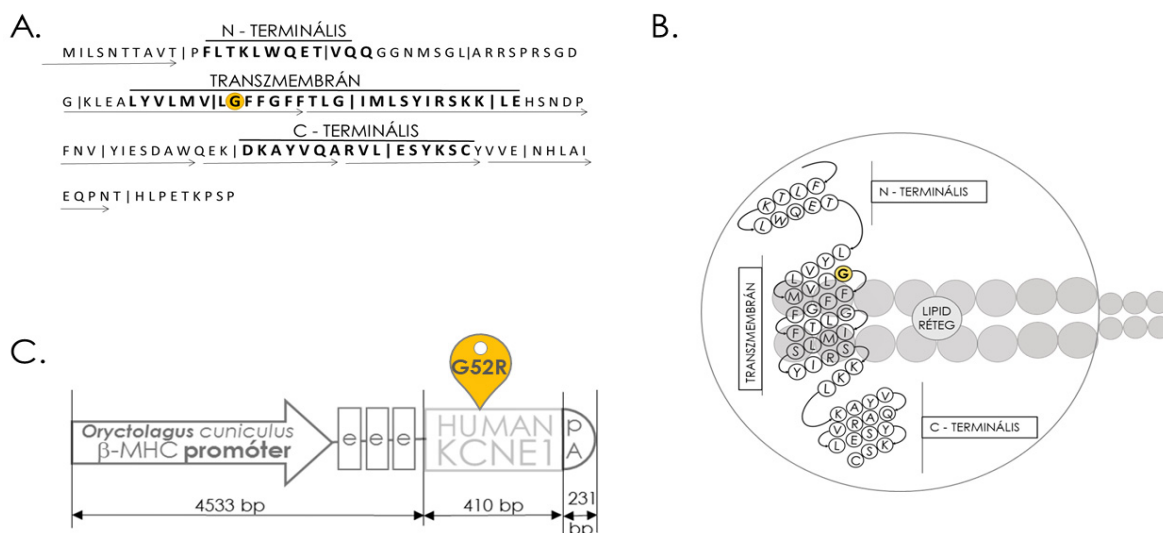 A.
N - TERMINÁLIS
MILSNTTAVT|PFLTKLWQET|VQQGGNMSGL|ARRSPRSGD
TRANSZMEMBRÁN
G|KLEALYVLMV|LGFFGFFTLG|IMLSYIRSKK|LEHSNDP
C - TERMINÁLIS
FNV|YIESDAWQEK|DKAYVQARVL|ESYKSCYVVE|NHLAI
EQPNT|HLPETKPSP
B.
N - TERMINÁLIS
K T L F
L W Q E T
L V Y L
M V L G
F G F F
F T L G
S L M I
Y I R S
L K K
TRANSZMEMBRÁN
LIPID
RÉTEG
K A Y V
V R A Q
L E S Y
C S K
C - TERMINÁLIS
C.
G52R
Oryctolagus cuniculus
β-MHC promóter
e e e
HUMAN
KCNE1
p
A
4533 bp
410 bp
231
bp